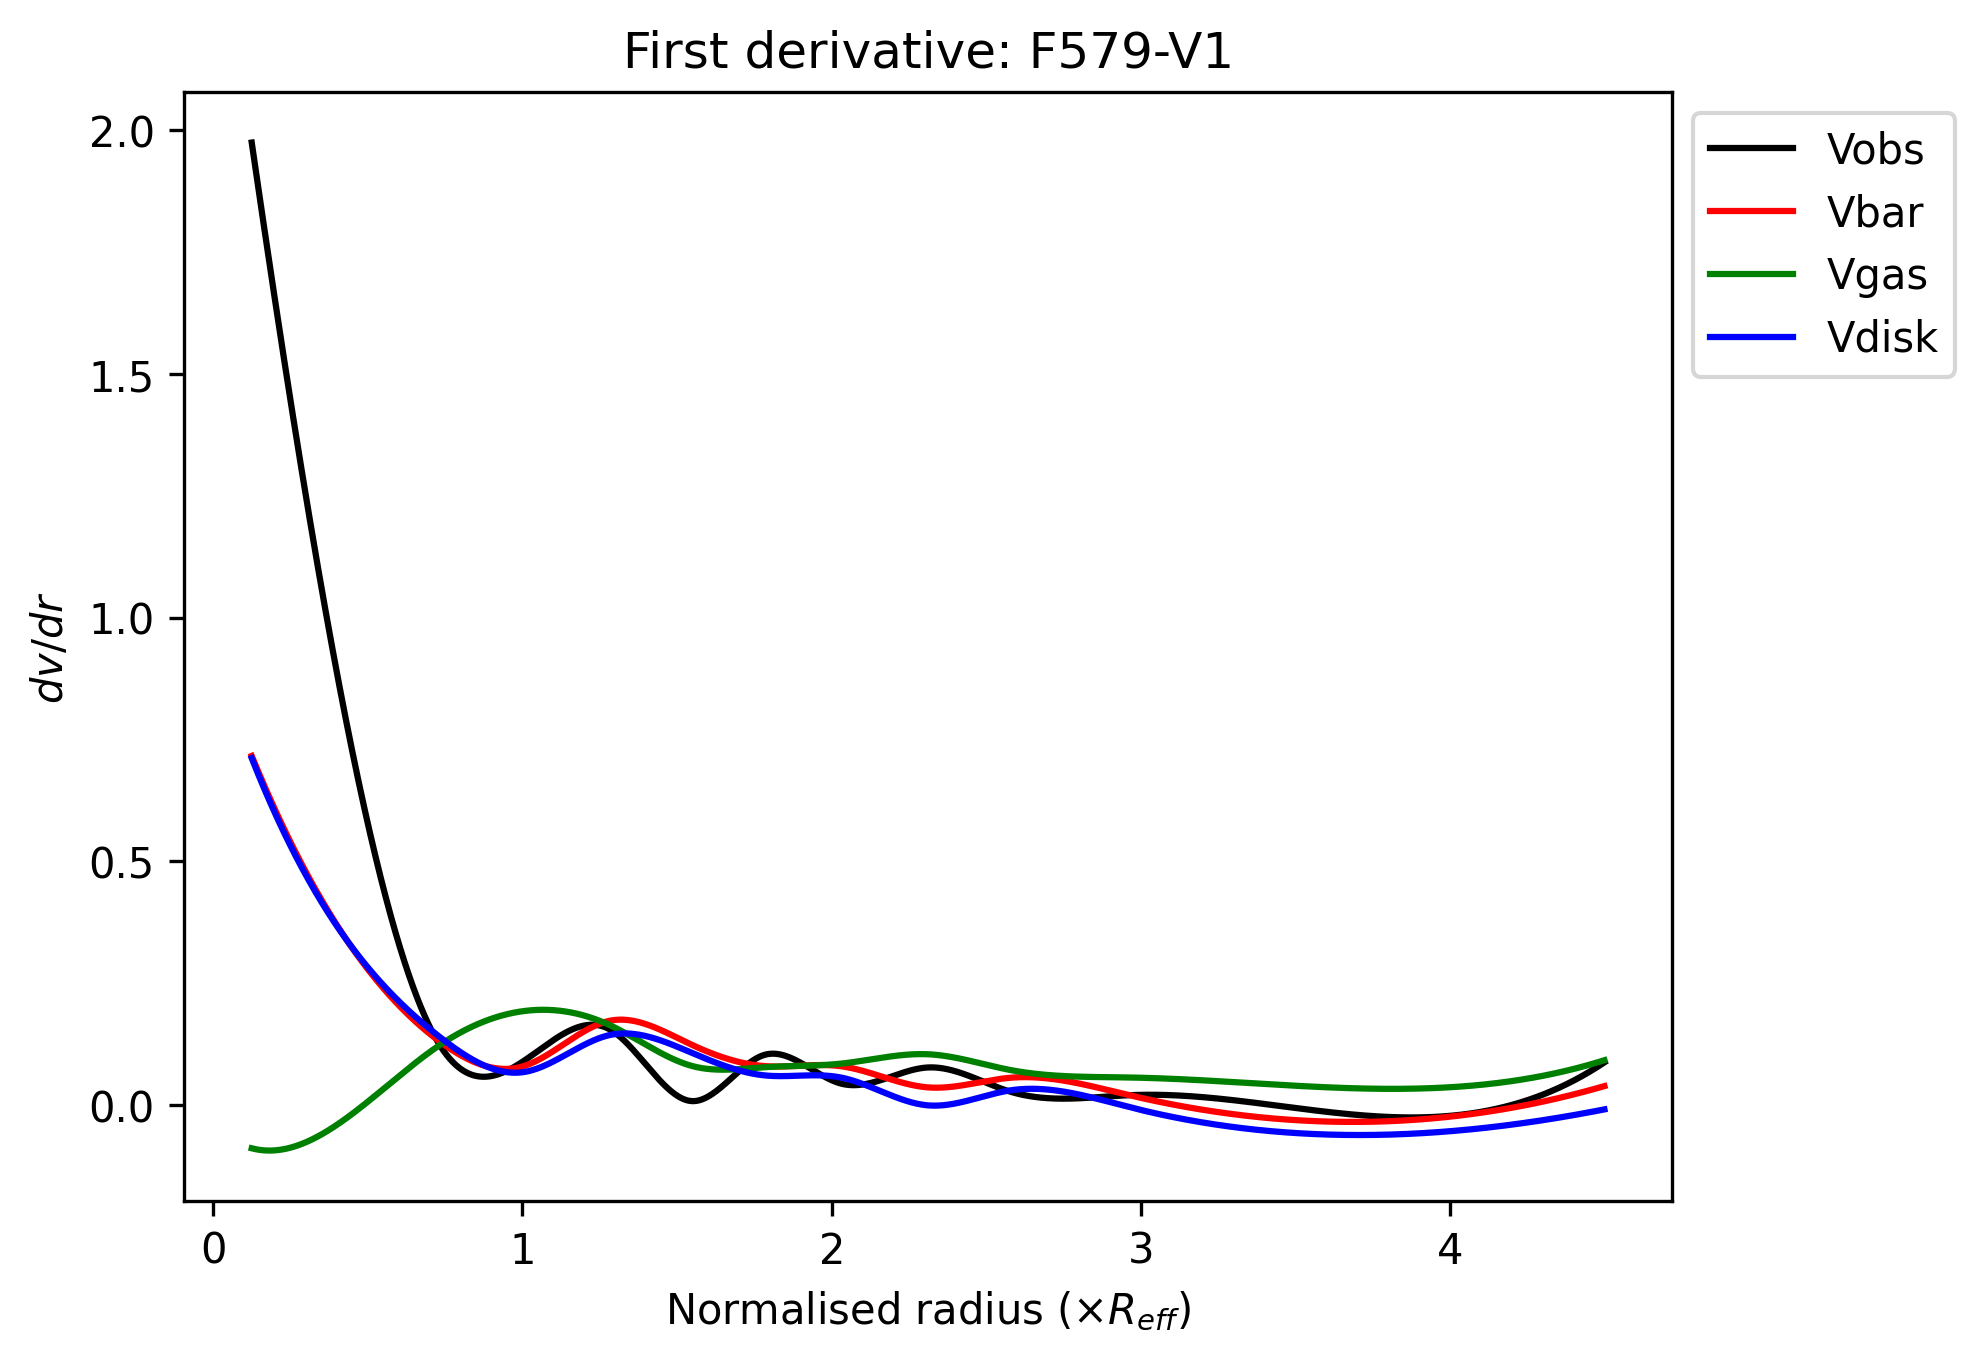 First derivative: F579-V1
2.0
1.5
1.0
0.5
0.0
dv/dr
0 1 2 3 4
Normalised radius (×R_eff)
Vobs
Vbar
Vgas
Vdisk